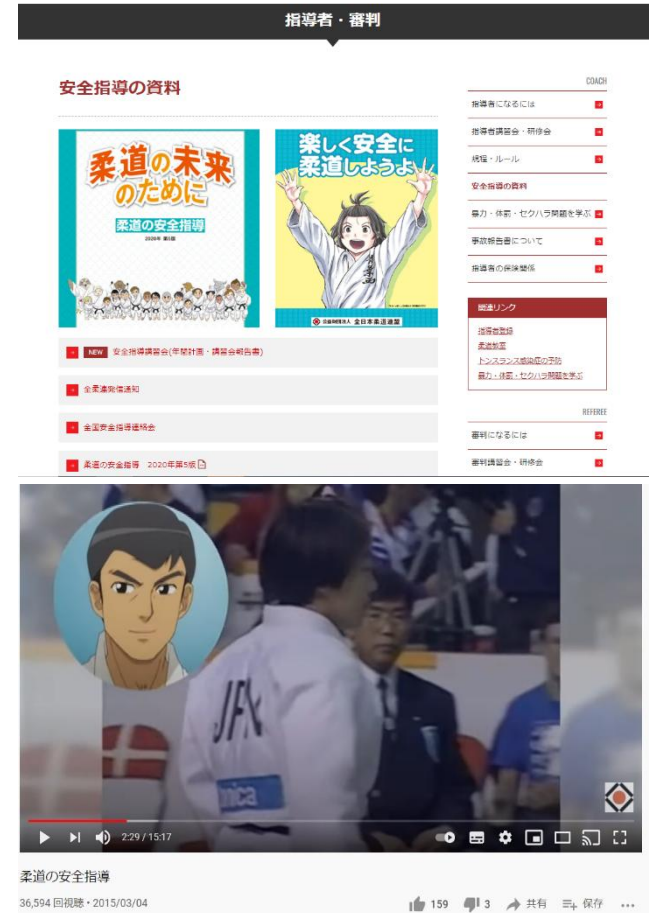 指導者・審判
安全指導の資料
柔道の未来
のために
柔道の安全指導
2020年 第5版
楽しく安全に
柔道しようよ!
公益財団法人 全日本柔道連盟
NEW 安全指導講習会(年間計画・講習会報告書)
全柔連発信通知
全国安全指導連絡会
柔道の安全指導 2020年第5版
COACH
指導者になるには
指導者講習会・研修会
規程・ルール
安全指導の資料
暴力・体罰・セクハラ問題を学ぶ
事故報告書について
指導者の保険関係
関連リンク
指導者登録
柔道教室
トンスランス感染症の予防
暴力・体罰・セクハラ問題を学ぶ
REFEREE
審判になるには
審判講習会・研修会
JPN
2:29 / 15:17
柔道の安全指導
36,594 回視聴・2015/03/04
159
3
共有
保存